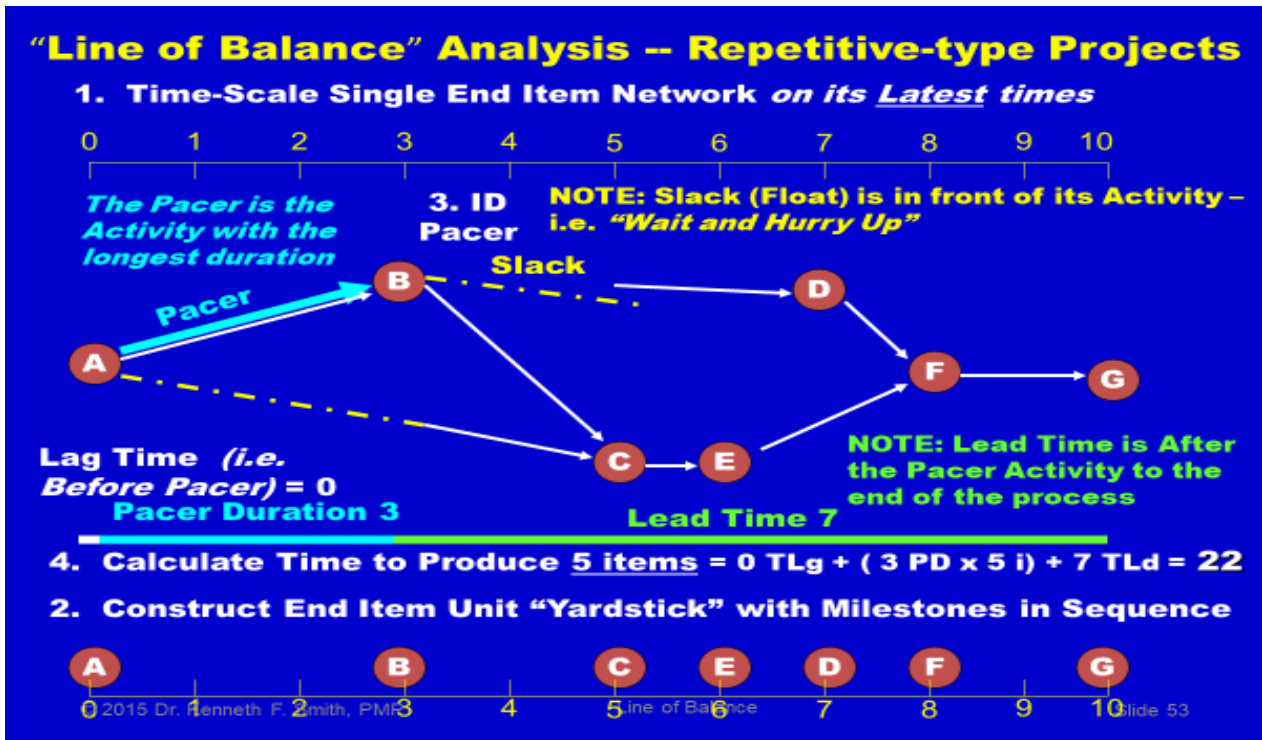 “Line of Balance” Analysis -- Repetitive-type Projects
1. Time-Scale Single End Item Network on its Latest times
0 1 2 3 4 5 6 7 8 9 10
The Pacer is the
Activity with the
longest duration
3. ID
Pacer
NOTE: Slack (Float) is in front of its Activity –
i.e. “Wait and Hurry Up”
Slack
Pacer
B
D
A
F
G
C
E
Lag Time (i.e.
Before Pacer) = 0
NOTE: Lead Time is After
the Pacer Activity to the
end of the process
Pacer Duration 3
Lead Time 7
4. Calculate Time to Produce 5 items = 0 TLg + ( 3 PD x 5 i) + 7 TLd = 22
2. Construct End Item Unit “Yardstick” with Milestones in Sequence
A B C E D F G
0 1 2 3 4 5 6 7 8 9 10
© 2015 Dr. Kenneth F. Smith, PMP
Line of Balance
Slide 53